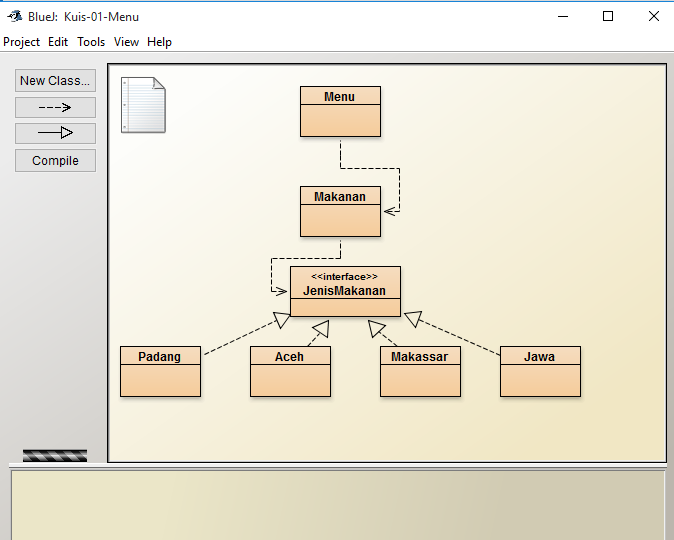 BlueJ: Kuis-01-Menu
Project Edit Tools View Help
New Class...
Compile
Menu
Makanan
<<interface>>
JenisMakanan
Padang
Aceh
Makassar
Jawa